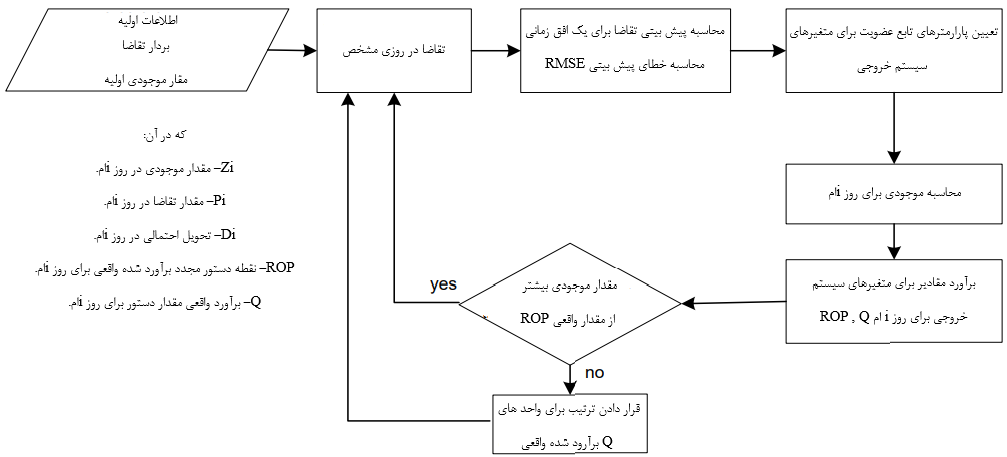 اطلاعات اولیه
بردار تقاضا
مقار موجودی اولیه
تقاضا در روزی مشخص
محاسبه پیش بیتی تقاضا برای یک افق زمانی
محاسبه خطای پیش بیتی RMSE
تعیین پارارمترهای تابع عضویت برای متغیرهای
سیستم خروجی
محاسبه موجودی برای روز iام
برآورد مقادیر برای متغیرهای سیستم
خروجی برای روز i ام ROP , Q
مقدار موجودی بیشتر
از مقدار واقعی ROP
yes
no
قرار دادن ترتیب برای واحد های
Q برآرود شده واقعی
که در آن:
Zi– مقدار موجودی در روز iام.
Pi– مقدار تقاضا در روز iام.
Di– تحویل احتمالی در روز iام.
ROP– نقطه دستور مجدد برآورد شده واقعی برای روز iام.
Q– برآورد واقعی مقدار دستور برای روز iام.